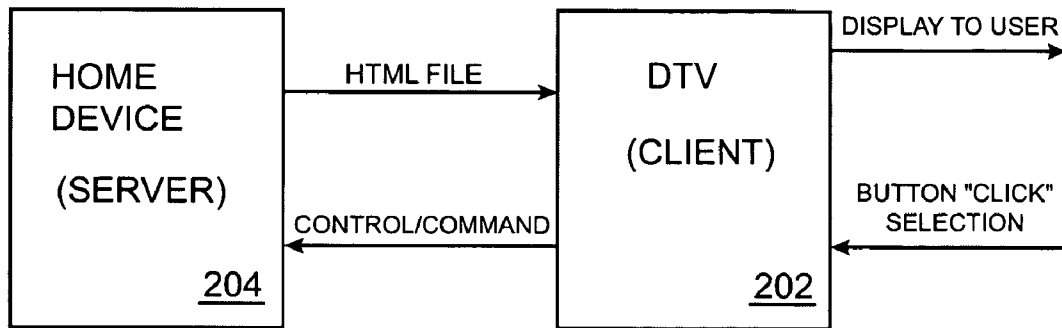 HOME
DEVICE
(SERVER)
204
HTML FILE
CONTROL/COMMAND
DTV
(CLIENT)
202
DISPLAY TO USER
BUTTON "CLICK"
SELECTION